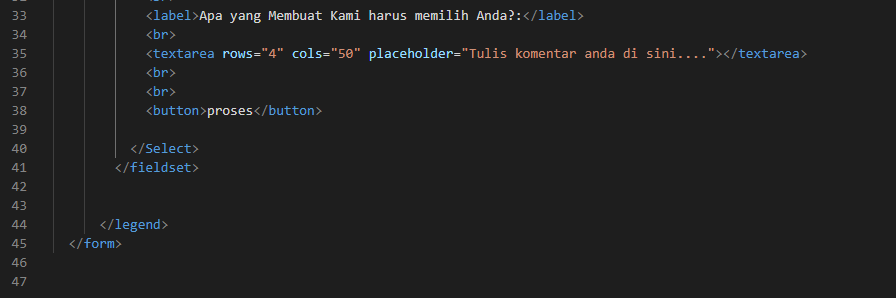 33 <label>Apa yang Membuat Kami harus memilih Anda?:</label>
34 <br>
35 <textarea rows="4" cols="50" placeholder="Tulis komentar anda di sini...."></textarea>
36 <br>
37 <br>
38 <button>proses</button>
39
40 </Select>
41 </fieldset>
42
43
44 </legend>
45 </form>
46
47